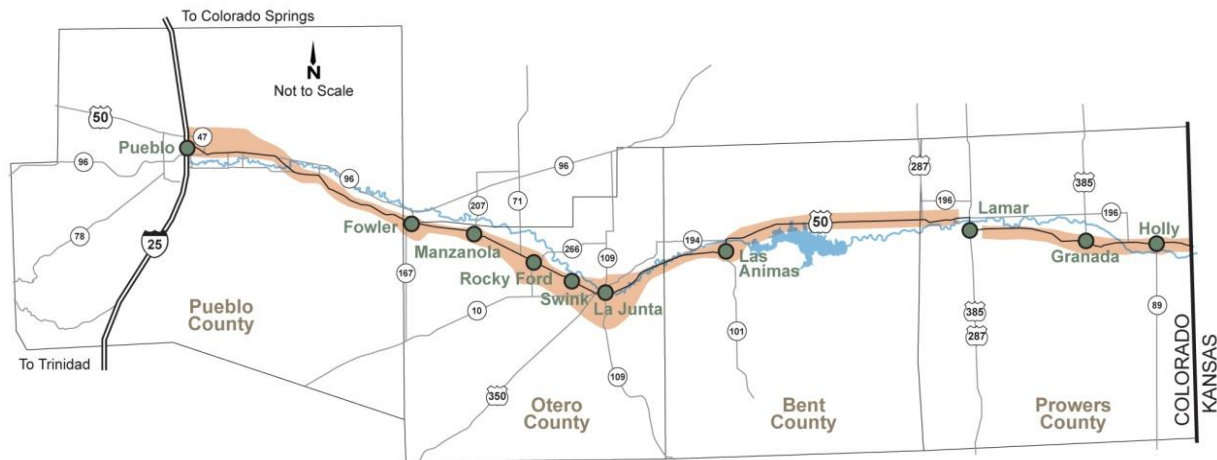 To Colorado Springs
N
Not to Scale
50
47
Pueblo
96
96
78
25
To Trinidad
Pueblo
County
96
207
71
Fowler
Manzanola
266
109
Rocky Ford
Swink
La Junta
167
10
350
109
Otero
County
194
Las
Animas
50
101
287
Bent
County
196
Lamar
385
196
Holly
Granada
385
287
89
Prowers
County
COLORADO
KANSAS